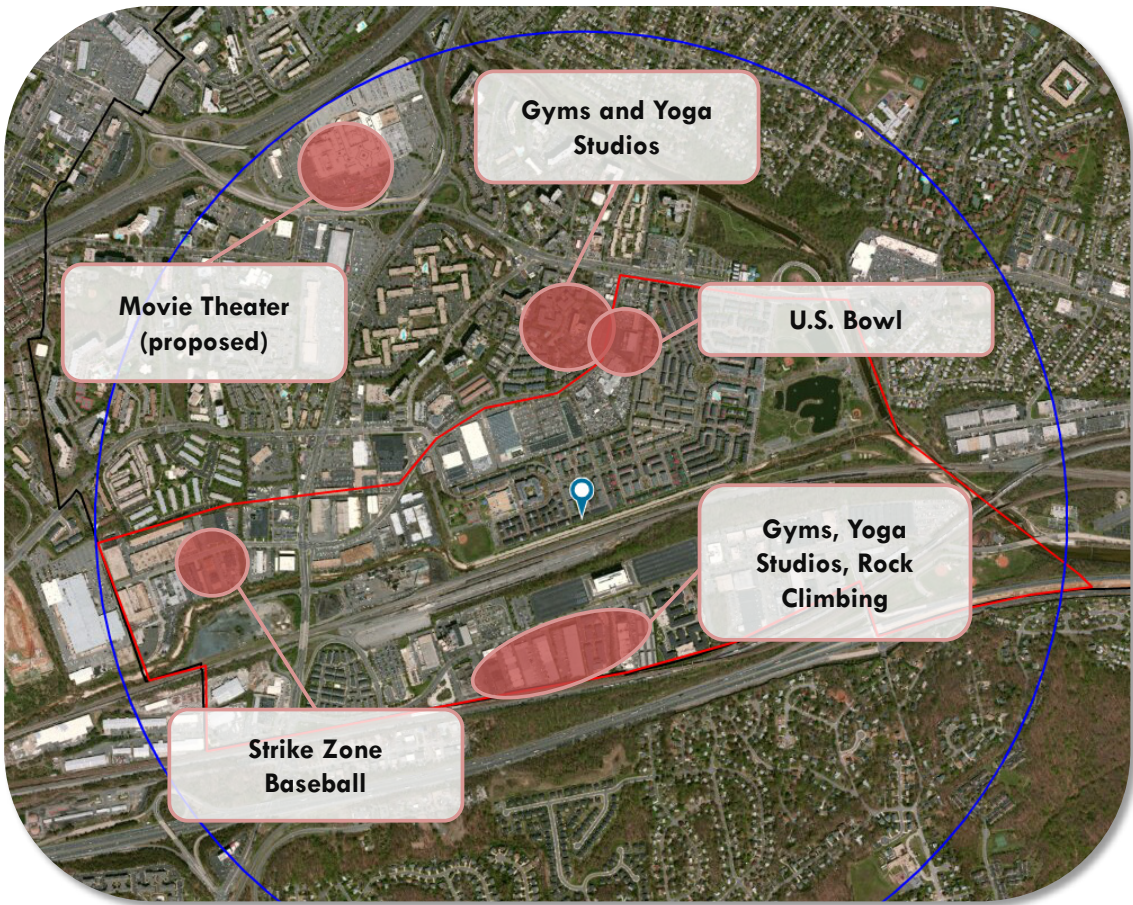 Gyms and Yoga
Studios
Movie Theater
(proposed)
U.S. Bowl
Gyms, Yoga
Studios, Rock
Climbing
Strike Zone
Baseball